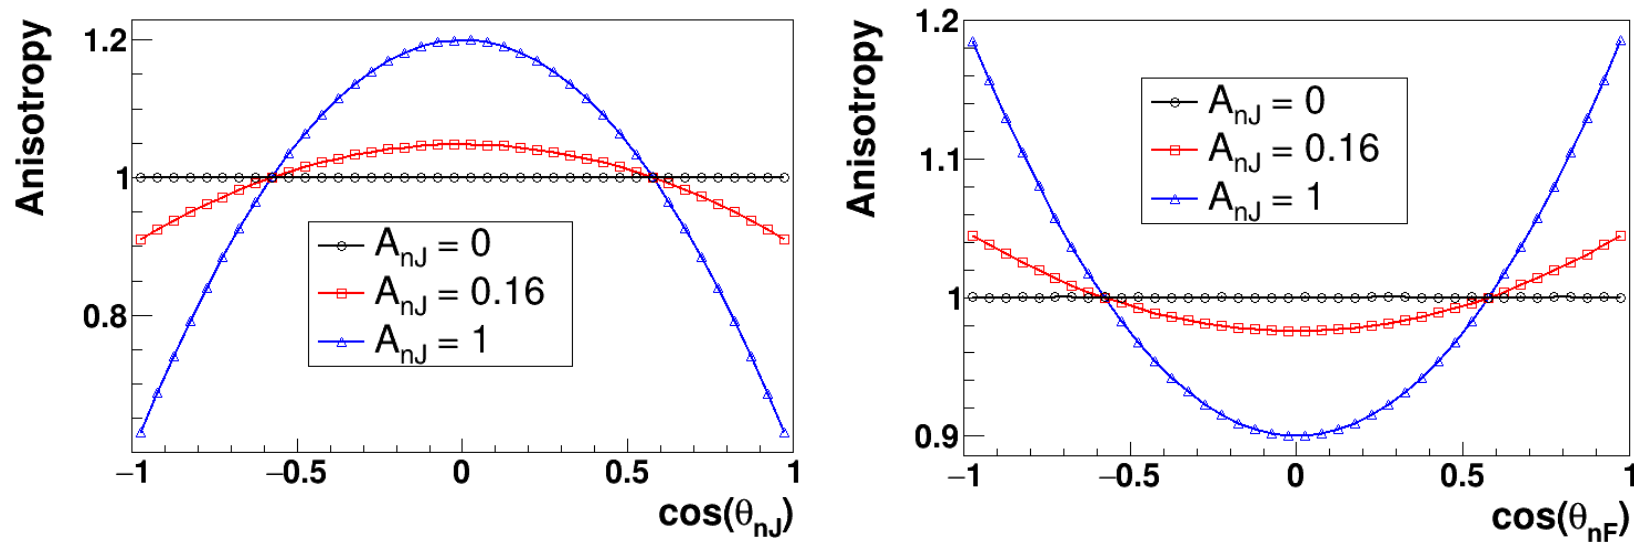 Anisotropy
1.2
1
0.8
A_nJ = 0
A_nJ = 0.16
A_nJ = 1
−1 −0.5 0 0.5 1
cos(θ_nJ)
Anisotropy
1.2
1.1
1
0.9
A_nJ = 0
A_nJ = 0.16
A_nJ = 1
−1 −0.5 0 0.5 1
cos(θ_nF)